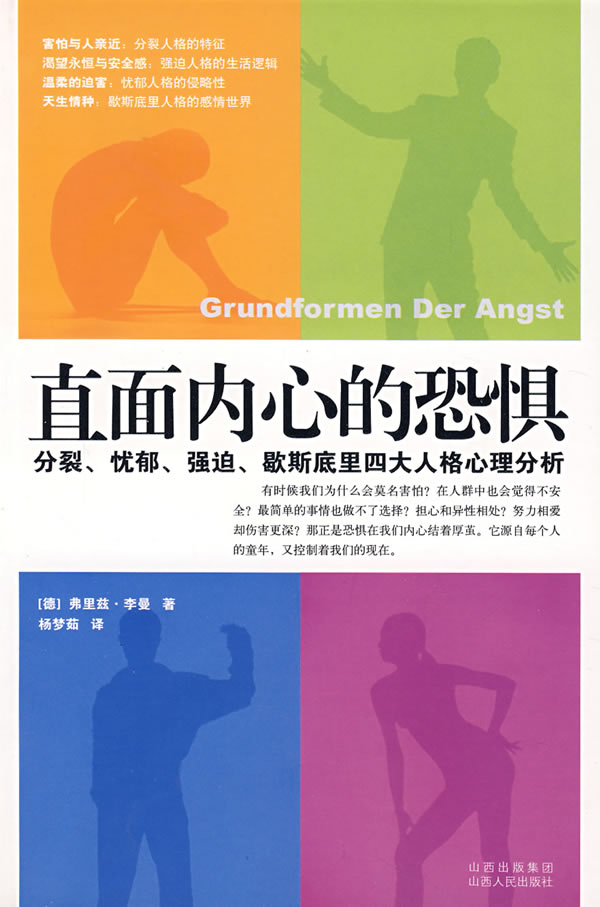 害怕与人亲近：分裂人格的特征
渴望永恒与安全感：强迫人格的生活逻辑
温柔的迫害：忧郁人格的侵略性
天生情种：歇斯底里人格的感情世界
Grundformen Der Angst
直面内心的恐惧
分裂、忧郁、强迫、歇斯底里四大人格心理分析
有时候我们为什么会莫名害怕？在人群中也会觉得不安
全？最简单的事情也做不了选择？担心和异性相处？努力相爱
却伤害更深？那正是恐惧在我们内心结着厚茧。它源自每个人
的童年，又控制着我们的现在。
［德］弗里兹·李曼 著
杨梦茹 译
山西出版集团
山西人民出版社